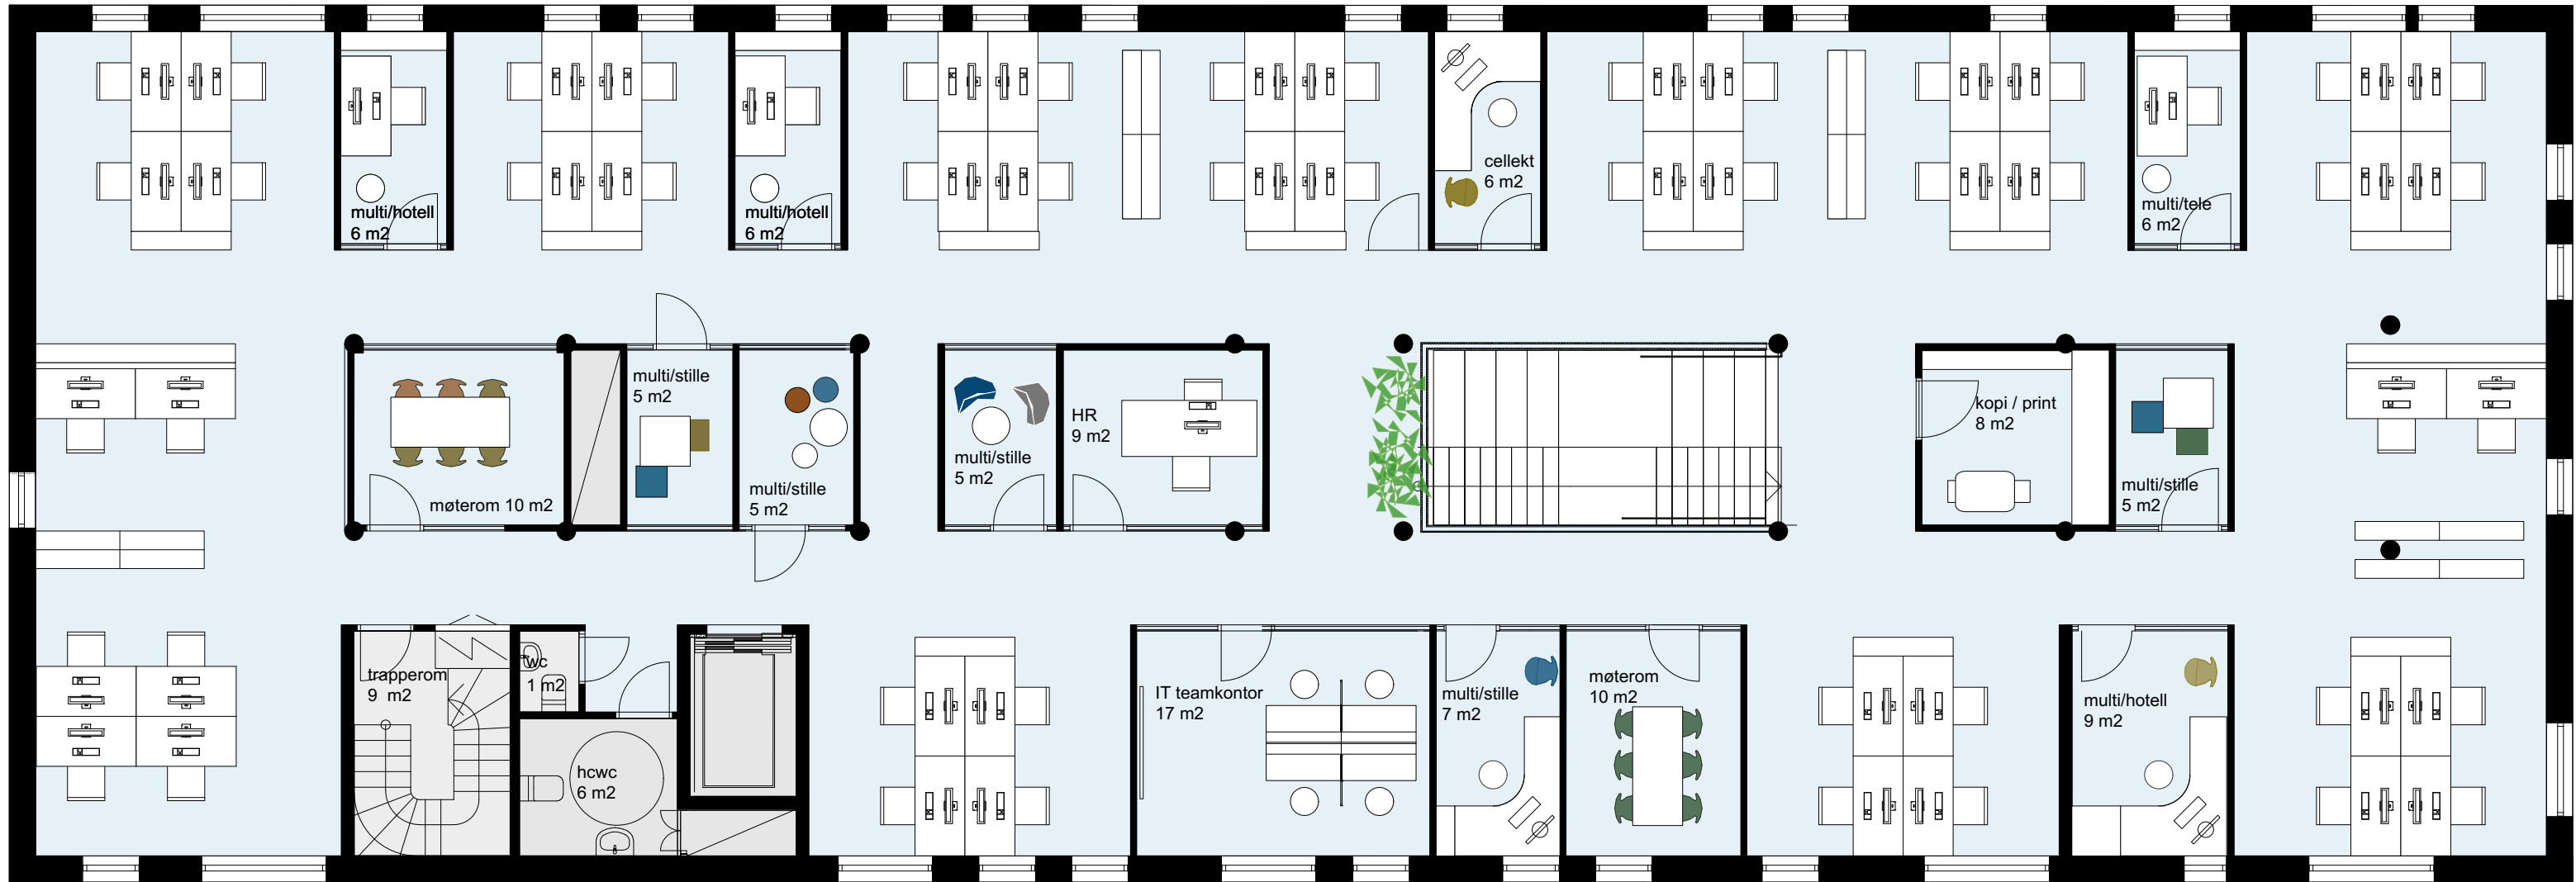 multi/hotell
6 m2
multi/hotell
6 m2
cellekt
6 m2
multi/tele
6 m2
møterom 10 m2
multi/stille
5 m2
multi/stille
5 m2
multi/stille
5 m2
HR
9 m2
kopi / print
8 m2
multi/stille
5 m2
trapperom
9 m2
wc
1 m2
hcwc
6 m2
IT teamkontor
17 m2
multi/stille
7 m2
møterom
10 m2
multi/hotell
9 m2